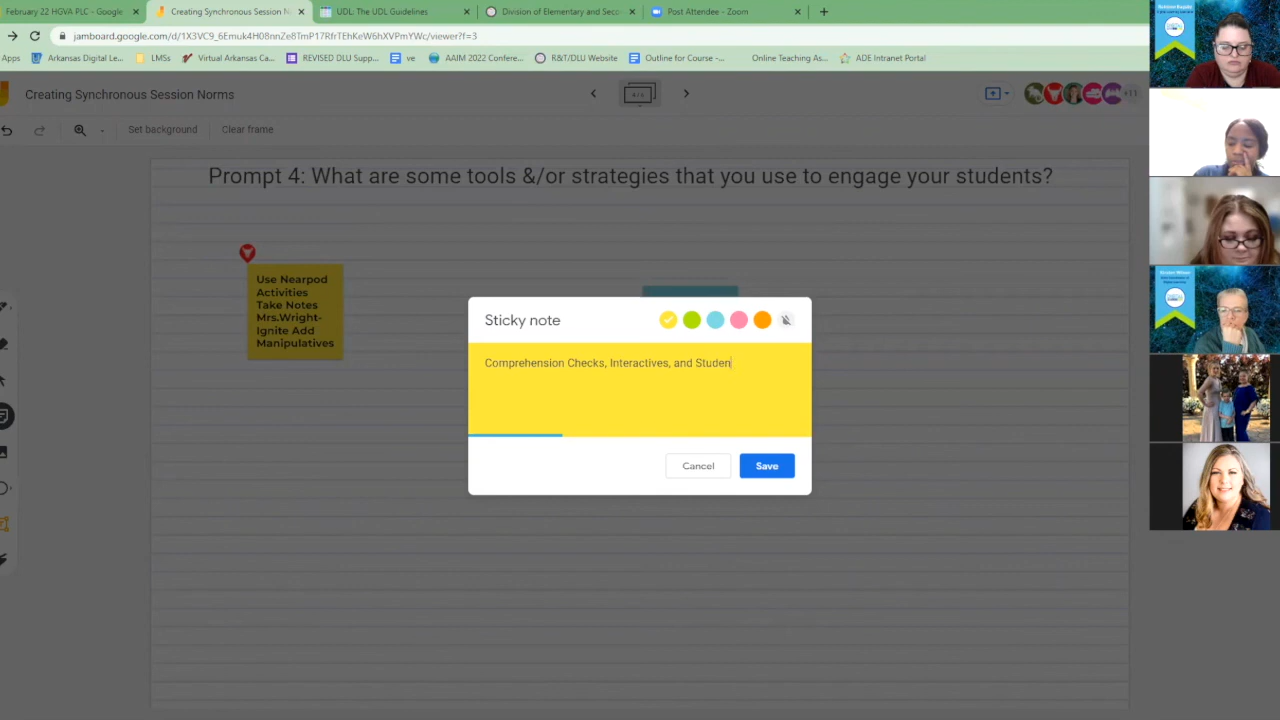 February 22 HGVA PLC - Google
Creating Synchronous Session N
UDL: The UDL Guidelines
Division of Elementary and Seco
Post Attendee - Zoom
jamboard.google.com/d/1X3VC9_6Emuk4H08nnZe8TmP17RfrTEhKeW6hXVPmYWc/viewer?f=3
Apps
Arkansas Digital Le...
LMSs
Virtual Arkansas Ca...
REVISED DLU Supp...
ve
AAIM 2022 Confere...
R&T/DLU Website
Outline for Course -...
Online Teaching As...
ADE Intranet Portal
Creating Synchronous Session Norms
+11
Set background
Clear frame
Prompt 4: What are some tools &/or strategies that you use to engage your students?
Use Nearpod
Activities
Take Notes
Mrs.Wright-
Ignite Add
Manipulatives
Sticky note
Comprehension Checks, Interactives, and Studen
Cancel
Save